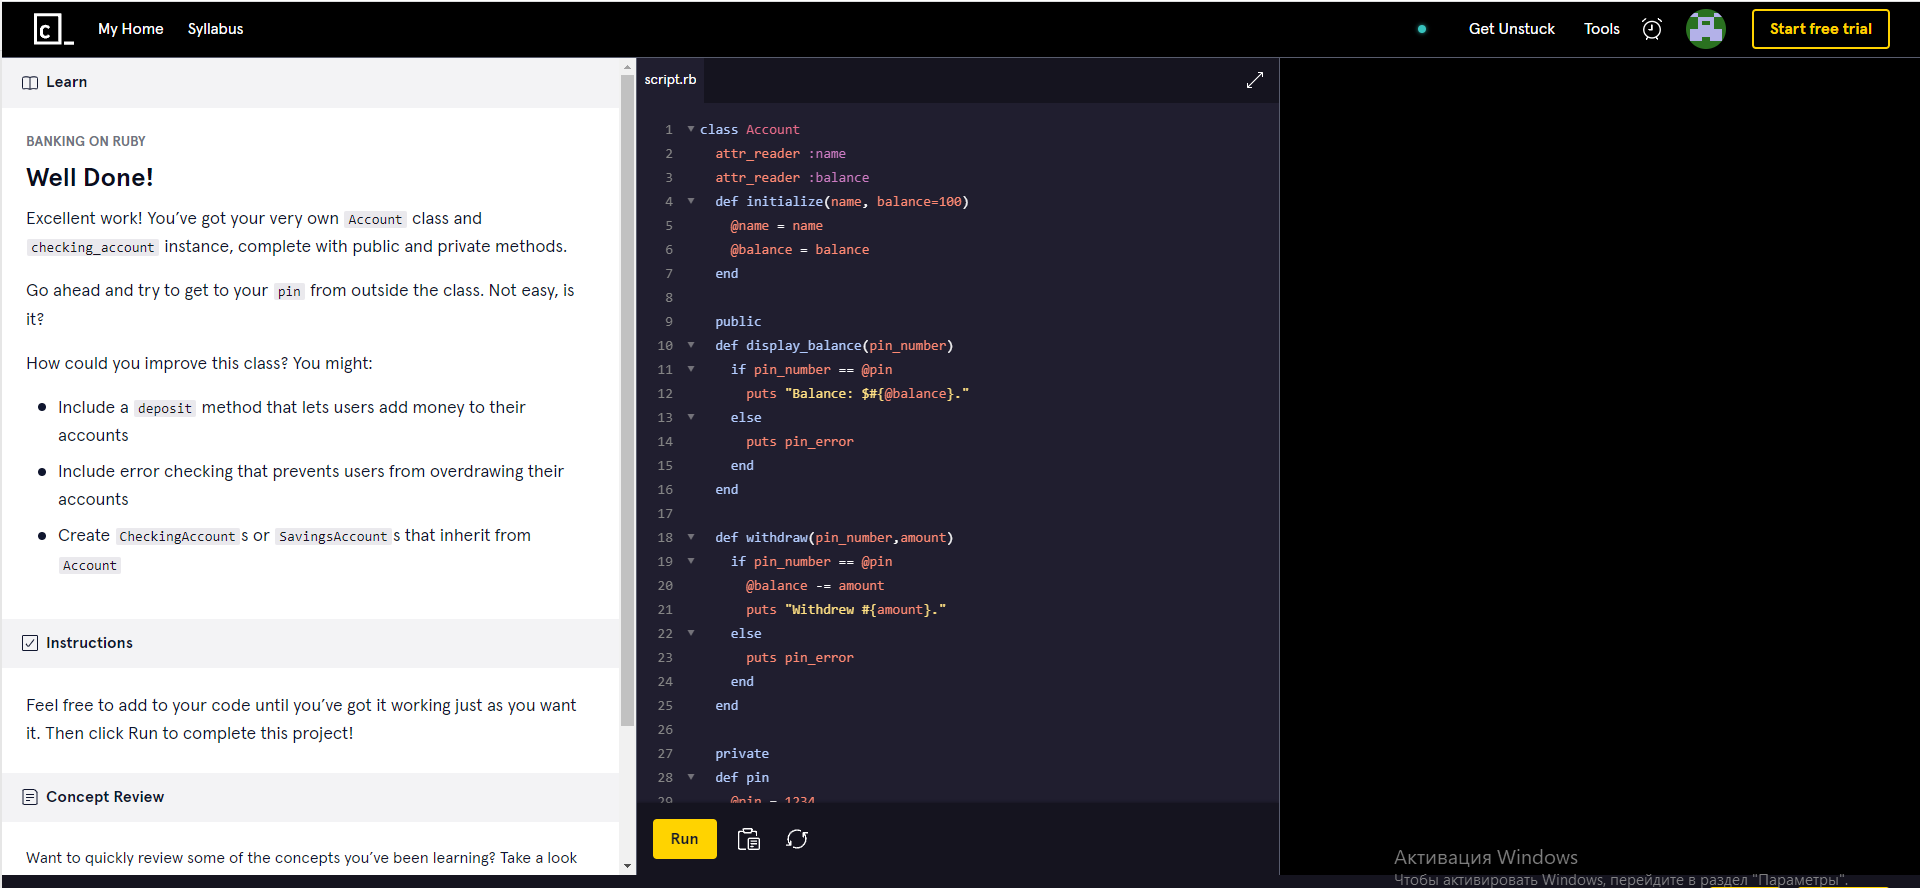 My Home
Syllabus
Get Unstuck
Tools
Start free trial
Learn
BANKING ON RUBY
Well Done!
Excellent work! You’ve got your very own Account class and
checking_account instance, complete with public and private methods.
Go ahead and try to get to your pin from outside the class. Not easy, is
it?
How could you improve this class? You might:
Include a deposit method that lets users add money to their
accounts
Include error checking that prevents users from overdrawing their
accounts
Create CheckingAccounts or SavingsAccounts that inherit from
Account
Instructions
Feel free to add to your code until you’ve got it working just as you want
it. Then click Run to complete this project!
Concept Review
Want to quickly review some of the concepts you’ve been learning? Take a look
script.rb
1 class Account
2 attr_reader :name
3 attr_reader :balance
4 def initialize(name, balance=100)
5 @name = name
6 @balance = balance
7 end
8
9 public
10 def display_balance(pin_number)
11 if pin_number == @pin
12 puts "Balance: $#{@balance}."
13 else
14 puts pin_error
15 end
16 end
17
18 def withdraw(pin_number,amount)
19 if pin_number == @pin
20 @balance -= amount
21 puts "Withdrew #{amount}."
22 else
23 puts pin_error
24 end
25 end
26
27 private
28 def pin
29 @pin = 1234
Run
Активация Windows
Чтобы активировать Windows, перейдите в раздел "Параметры".